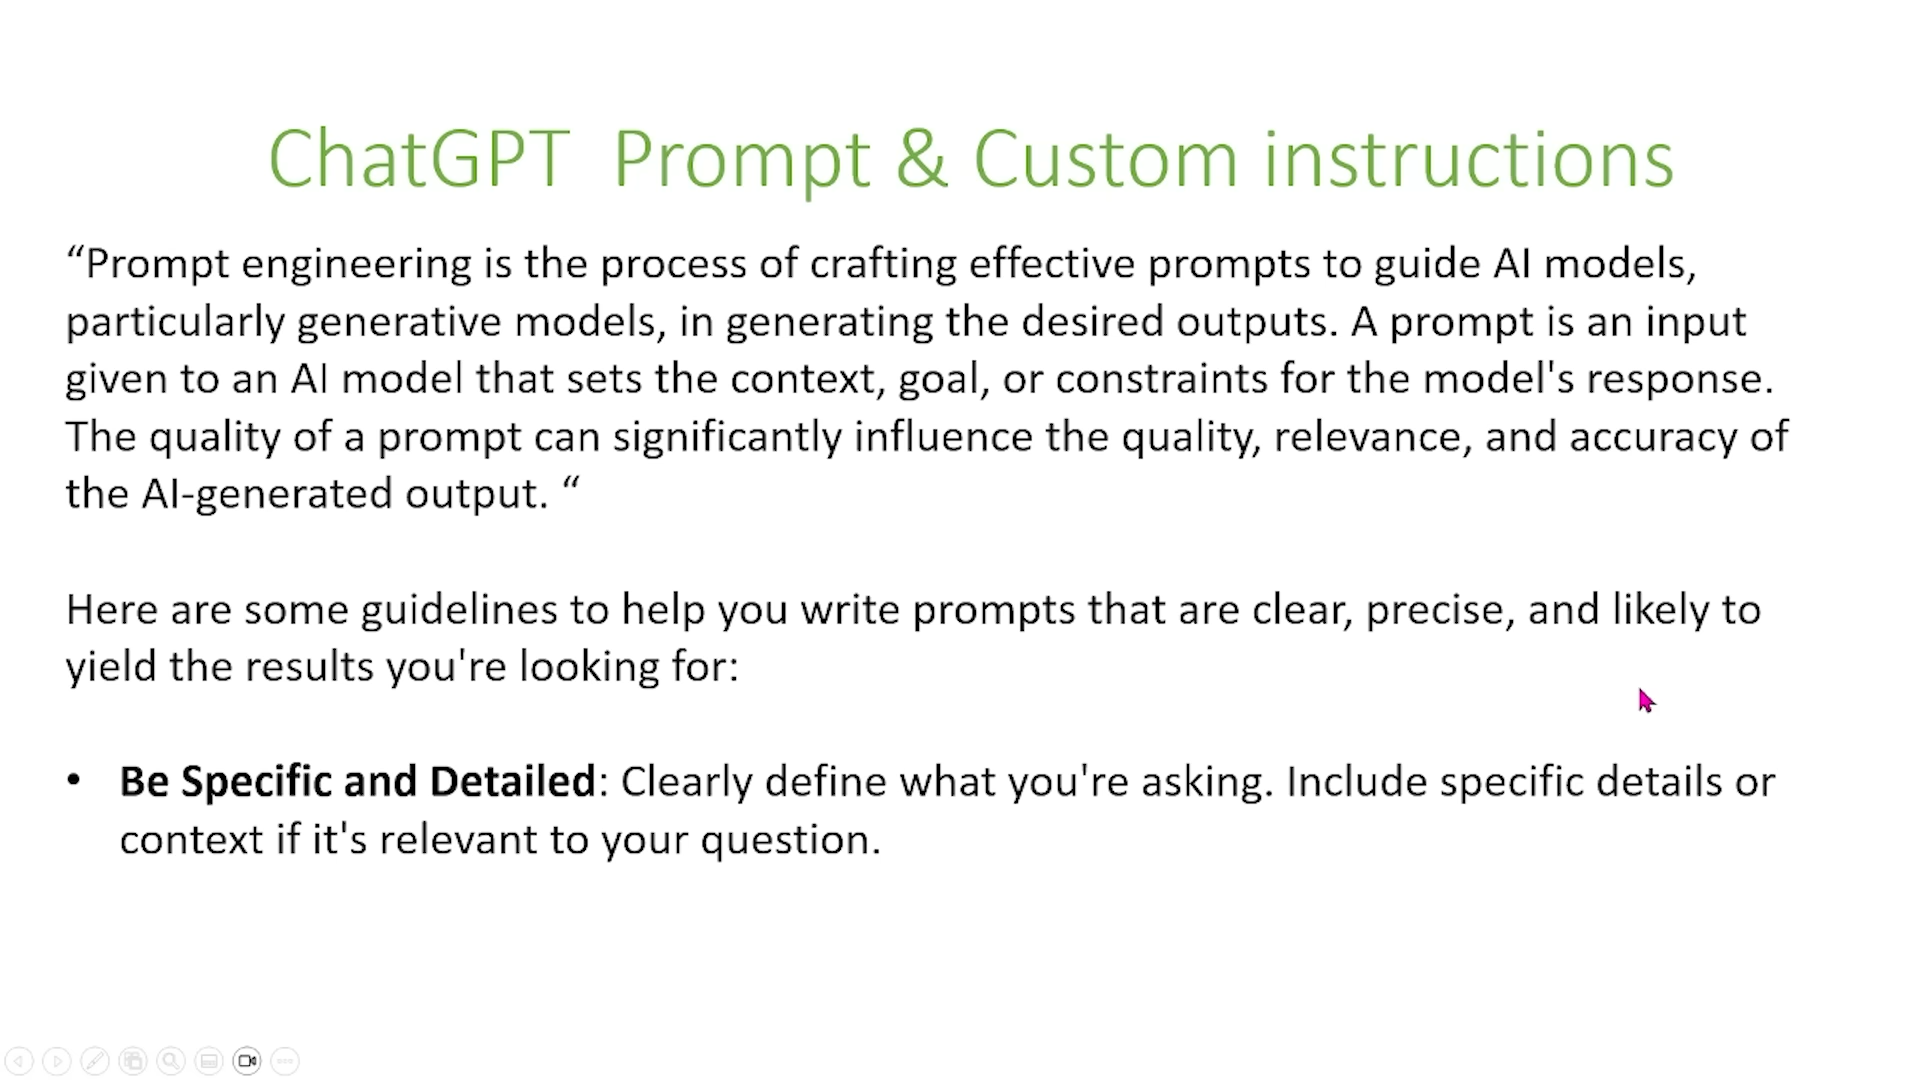 ChatGPT  Prompt & Custom instructions
“Prompt engineering is the process of crafting effective prompts to guide AI models,
particularly generative models, in generating the desired outputs. A prompt is an input
given to an AI model that sets the context, goal, or constraints for the model's response.
The quality of a prompt can significantly influence the quality, relevance, and accuracy of
the AI-generated output. “
Here are some guidelines to help you write prompts that are clear, precise, and likely to
yield the results you're looking for:
• Be Specific and Detailed: Clearly define what you're asking. Include specific details or
context if it's relevant to your question.